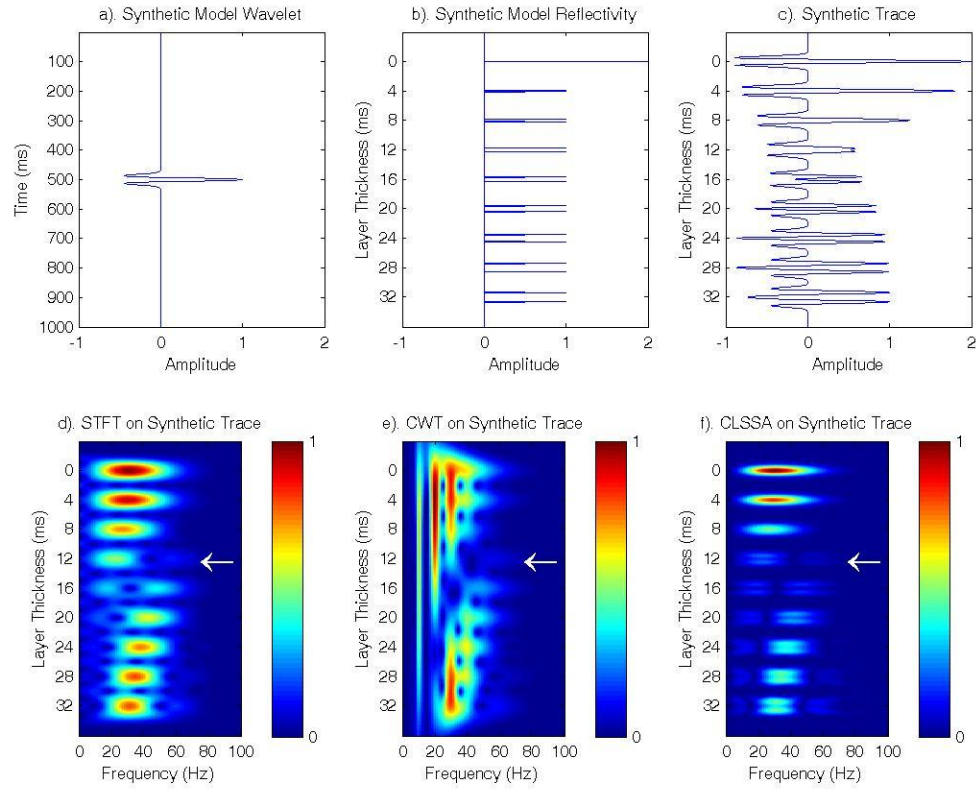 a). Synthetic Model Wavelet
100
200
300
400
500
600
700
800
900
1000
Time (ms)
-1 0 1 2
Amplitude
b). Synthetic Model Reflectivity
0
4
8
12
16
20
24
28
32
Layer Thickness (ms)
-1 0 1 2
Amplitude
c). Synthetic Trace
0
4
8
12
16
20
24
28
32
Layer Thickness (ms)
-1 0 1 2
Amplitude
d). STFT on Synthetic Trace
0
4
8
12
16
20
24
28
32
Layer Thickness (ms)
0 20 40 60 80 100
Frequency (Hz)
1
0
e). CWT on Synthetic Trace
0
4
8
12
16
20
24
28
32
Layer Thickness (ms)
0 20 40 60 80 100
Frequency (Hz)
1
0
f). CLSSA on Synthetic Trace
0
4
8
12
16
20
24
28
32
Layer Thickness (ms)
0 20 40 60 80 100
Frequency (Hz)
1
0